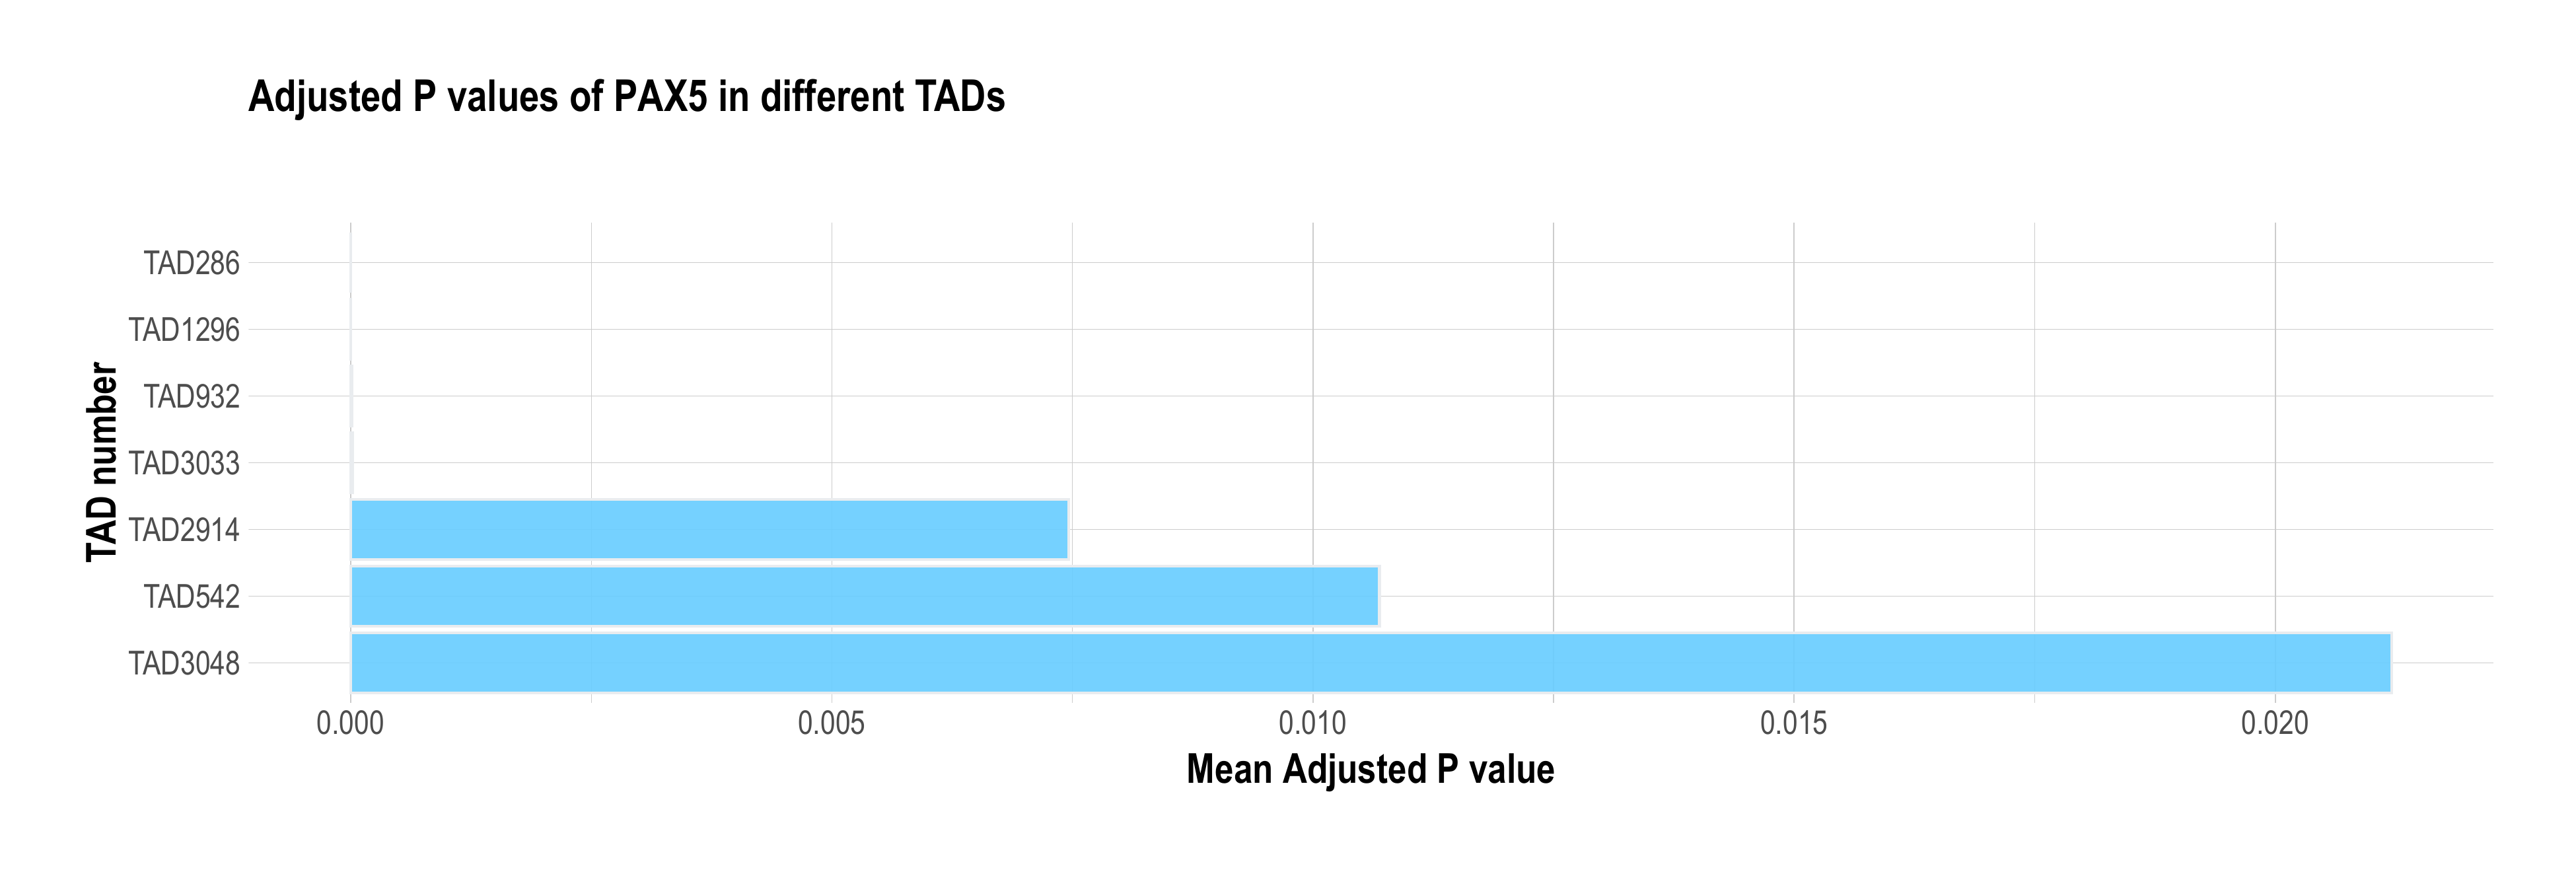 Adjusted P values of PAX5 in different TADs
TAD number
TAD286
TAD1296
TAD932
TAD3033
TAD2914
TAD542
TAD3048
0.000 0.005 0.010 0.015 0.020
Mean Adjusted P value